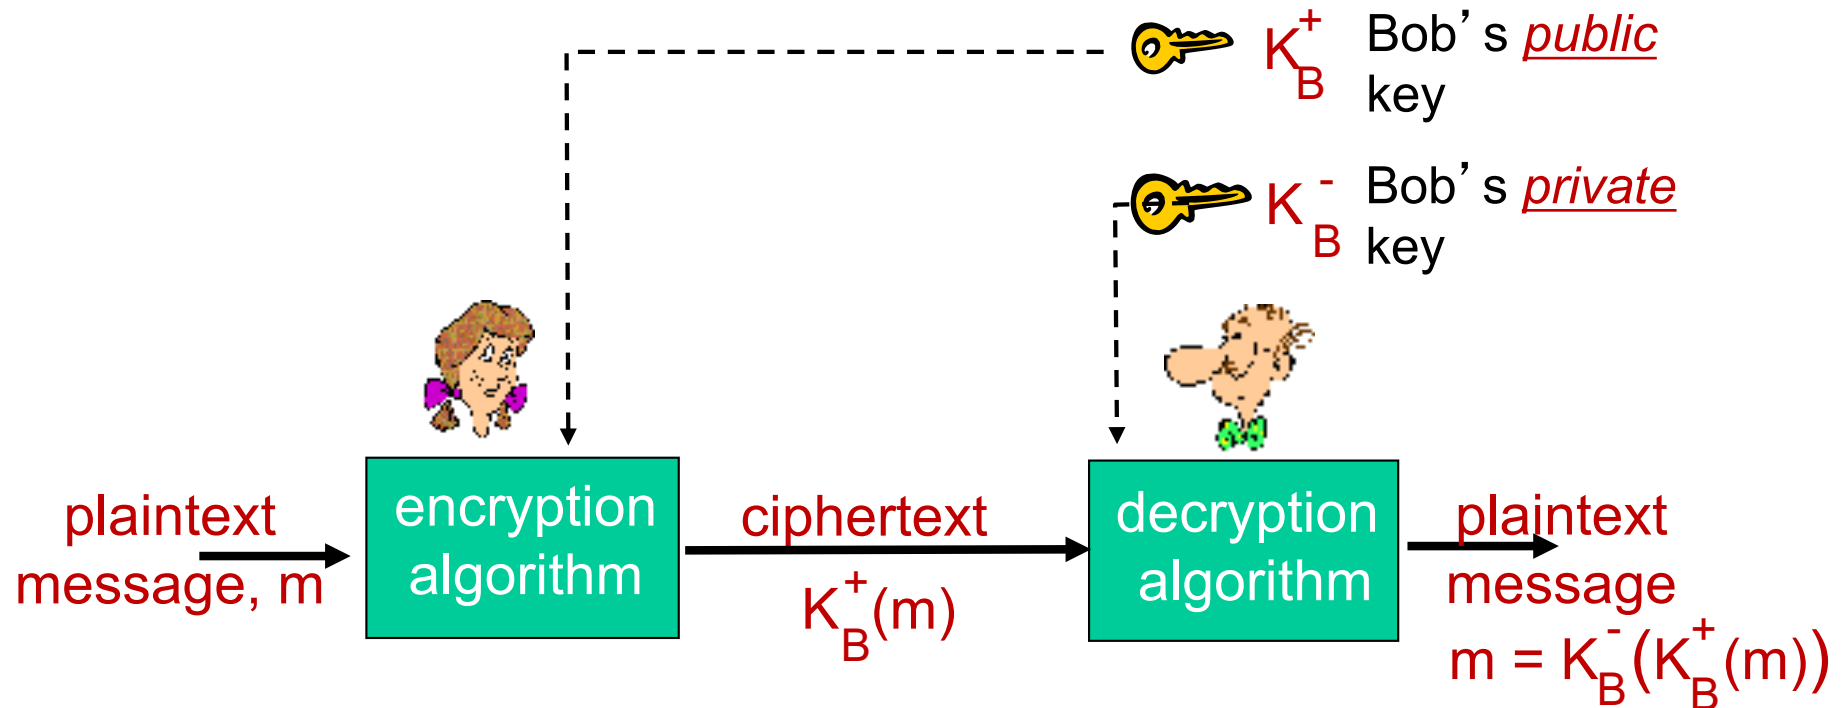 K_B^+ Bob’s public
key
K_B^- Bob’s private
key
plaintext
message, m
encryption
algorithm
ciphertext
K_B^+(m)
decryption
algorithm
plaintext
message
m = K_B^-(K_B^+(m))